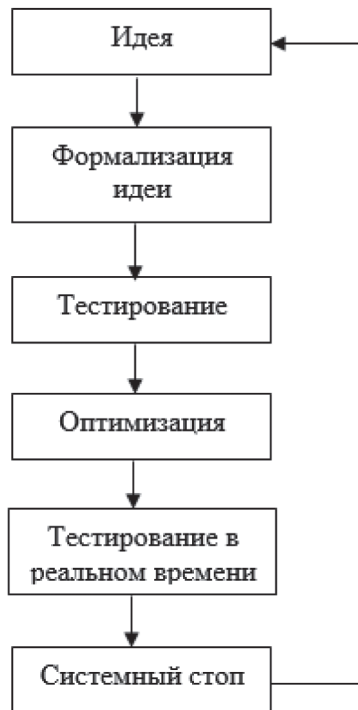 Идея
Формализация
идеи
Тестирование
Оптимизация
Тестирование в
реальном времени
Системный стоп